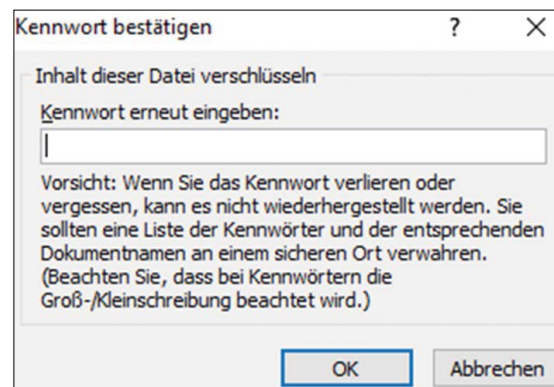 Kennwort bestätigen ? ×
Inhalt dieser Datei verschlüsseln
Kennwort erneut eingeben:
Vorsicht: Wenn Sie das Kennwort verlieren oder
vergessen, kann es nicht wiederhergestellt werden. Sie
sollten eine Liste der Kennwörter und der entsprechenden
Dokumentnamen an einem sicheren Ort verwahren.
(Beachten Sie, dass bei Kennwörtern die
Groß-/Kleinschreibung beachtet wird.)
OK Abbrechen